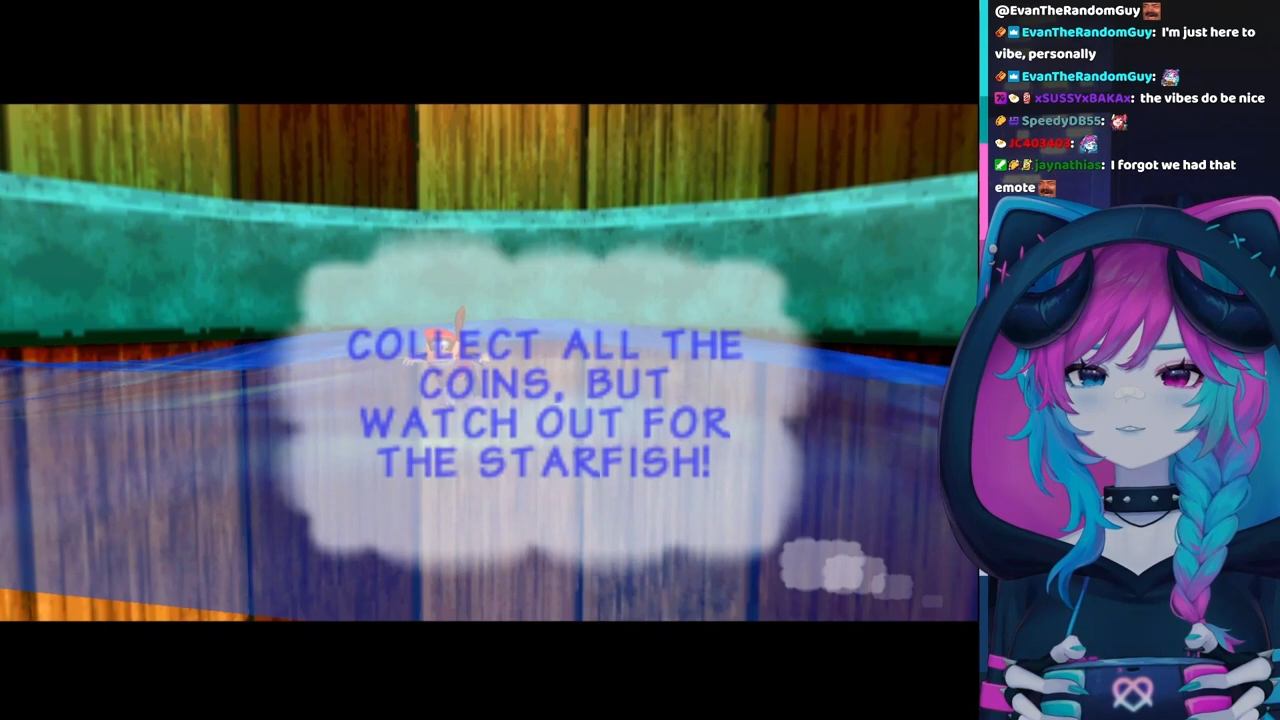 COLLECT ALL THE
COINS, BUT
WATCH OUT FOR
THE STARFISH!
@EvanTheRandomGuy
EvanTheRandomGuy: I'm just here to
vibe, personally
EvanTheRandomGuy:
xSUSSYxBAKAx: the vibes do be nice
SpeedyDB55:
JC403403:
jaynathias: I forgot we had that
emote